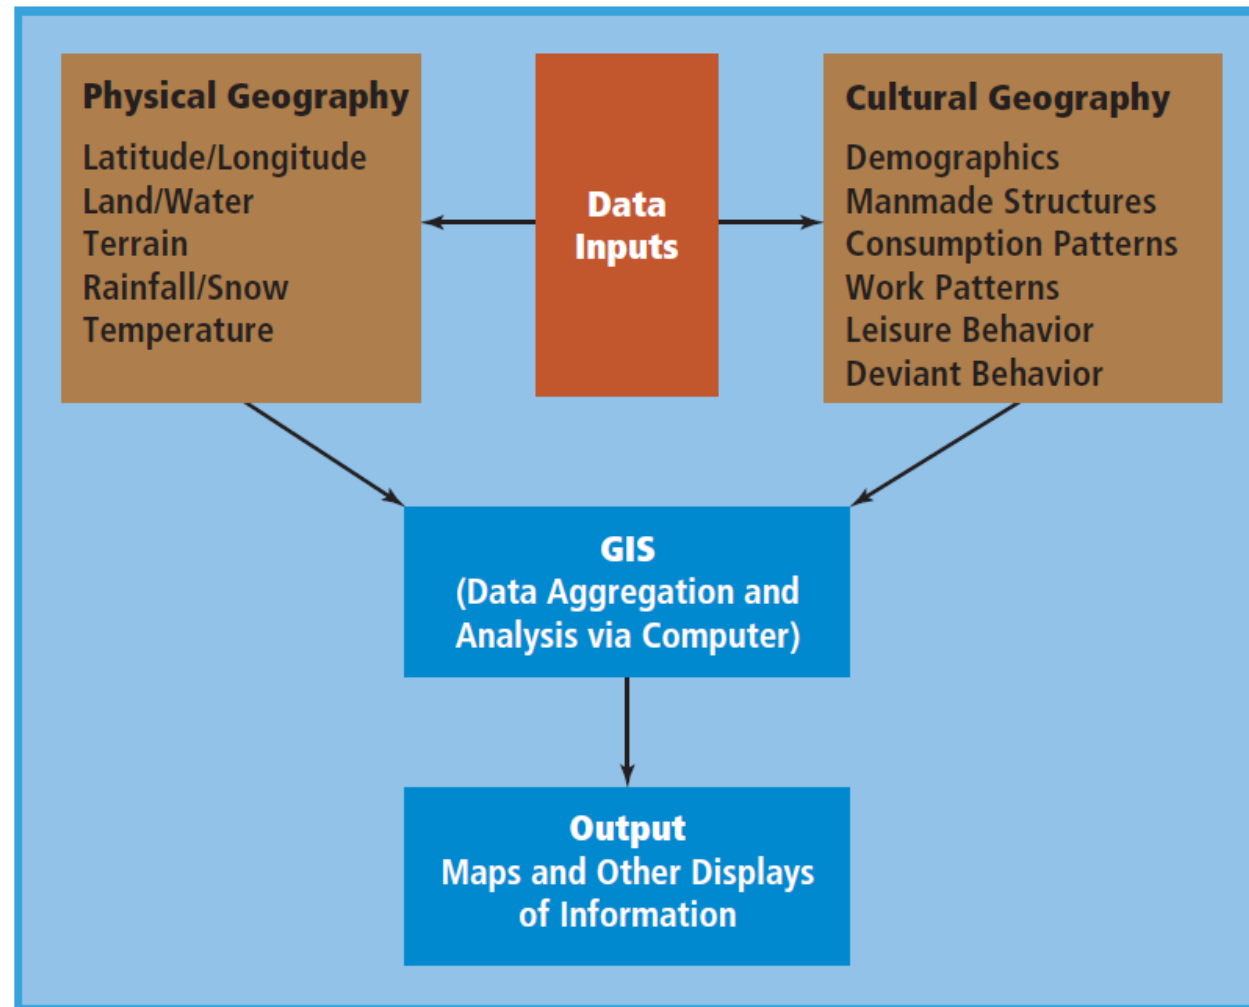 Physical Geography
Latitude/Longitude
Land/Water
Terrain
Rainfall/Snow
Temperature
Data
Inputs
Cultural Geography
Demographics
Manmade Structures
Consumption Patterns
Work Patterns
Leisure Behavior
Deviant Behavior
GIS
(Data Aggregation and
Analysis via Computer)
Output
Maps and Other Displays
of Information